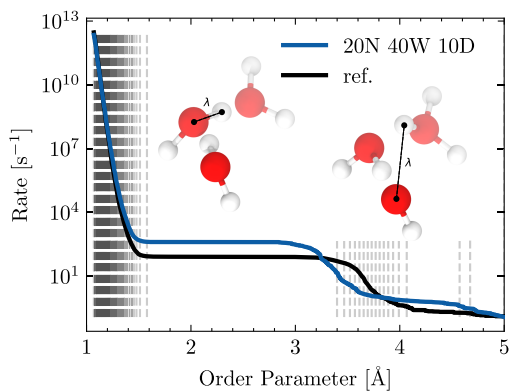 10^13
10^10
10^7
10^4
10^1
Rate [s^−1]
20N 40W 10D
ref.
λ
λ
1 2 3 4 5
Order Parameter [Å]